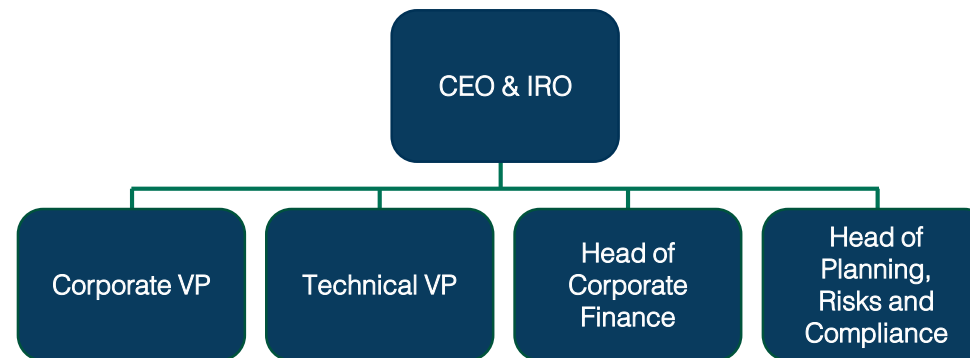 CEO & IRO
Corporate VP
Technical VP
Head of
Corporate
Finance
Head of
Planning,
Risks and
Compliance